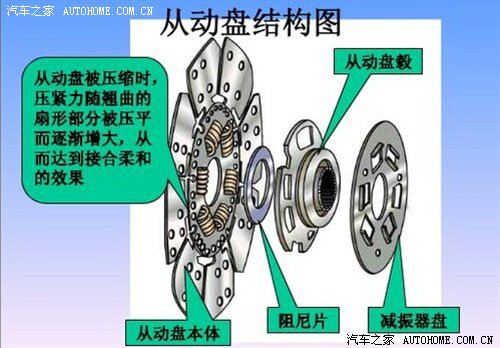 汽车之家 AUTOHOME.COM.CN
从动盘结构图
从动盘被压缩时，
压紧力随翘曲的
扇形部分被压平
而逐渐增大，从
而达到接合柔和
的效果
从动盘毂
从动盘本体
阻尼片
减振器盘
汽车之家 AUTOHOME.COM.CN